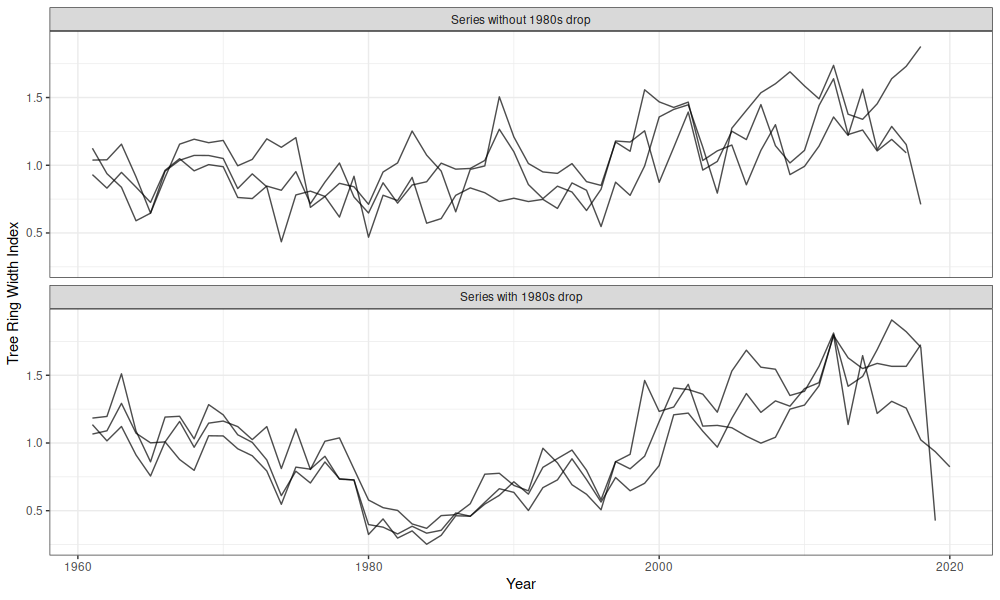 Series without 1980s drop
1.5
1.0
0.5
Series with 1980s drop
1.5
1.0
0.5
Tree Ring Width Index
1960
1980
2000
2020
Year